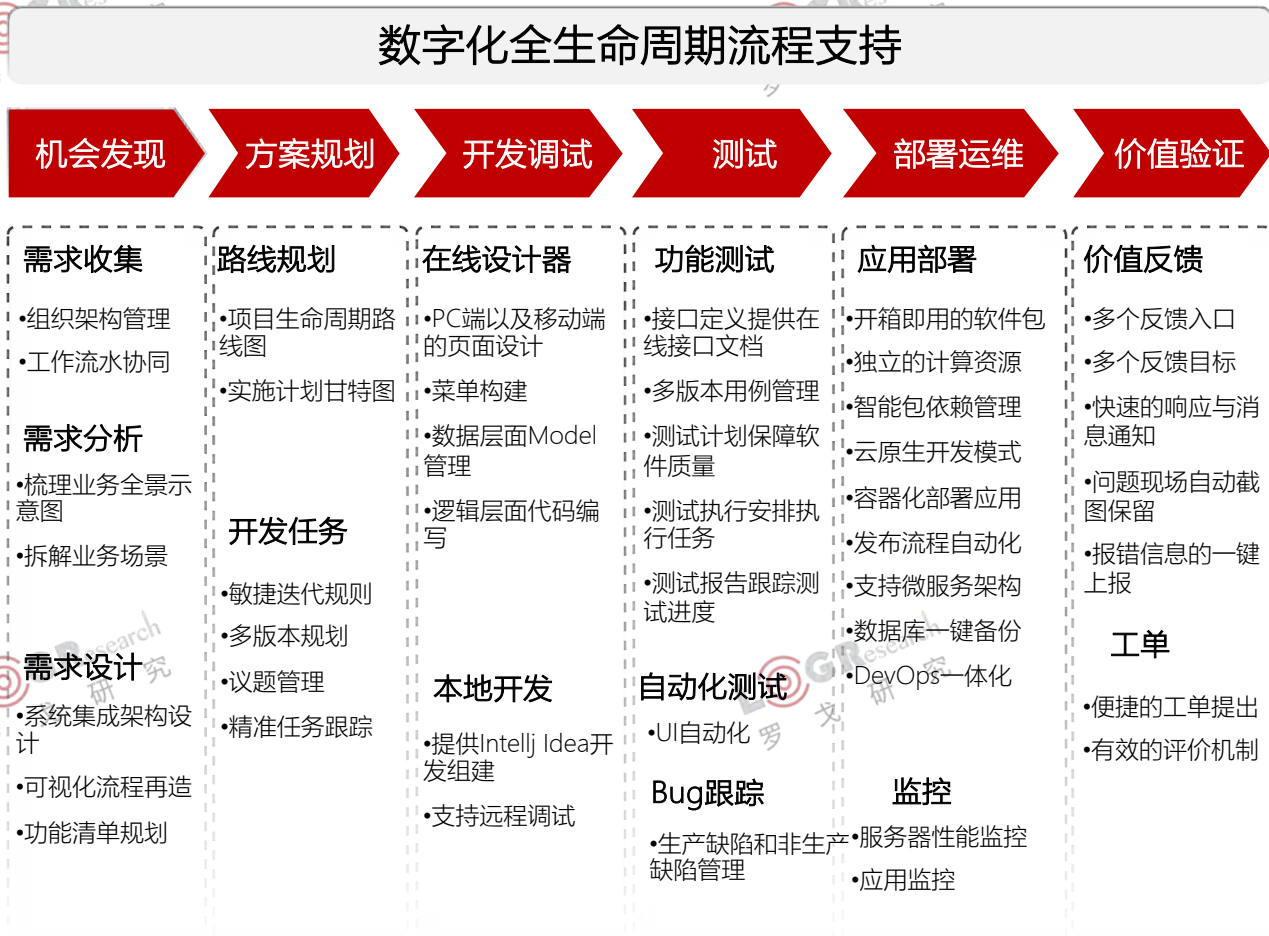 数字化全生命周期流程支持
机会发现
方案规划
开发调试
测试
部署运维
价值验证
需求收集
•组织架构管理
•工作流水协同
需求分析
•梳理业务全景示
意图
•拆解业务场景
需求设计
•系统集成架构设
计
•可视化流程再造
•功能清单规划
路线规划
•项目生命周期路
线图
•实施计划甘特图
开发任务
•敏捷迭代规则
•多版本规划
•议题管理
•精准任务跟踪
在线设计器
•PC端以及移动端
的页面设计
•菜单构建
•数据层面Model
管理
•逻辑层面代码编
写
本地开发
•提供Intellj Idea开
发组建
•支持远程调试
功能测试
•接口定义提供在
线接口文档
•多版本用例管理
•测试计划保障软
件质量
•测试执行安排执
行任务
•测试报告跟踪测
试进度
自动化测试
•UI自动化
Bug跟踪
•生产缺陷和非生产
缺陷管理
应用部署
•开箱即用的软件包
•独立的计算资源
•智能包依赖管理
•云原生开发模式
•容器化部署应用
•发布流程自动化
•支持微服务架构
•数据库一键备份
•DevOps一体化
监控
•服务器性能监控
•应用监控
价值反馈
•多个反馈入口
•多个反馈目标
•快速的响应与消
息通知
•问题现场自动截
图保留
•报错信息的一键
上报
工单
•便捷的工单提出
•有效的评价机制
LOGResearch
罗戈研究